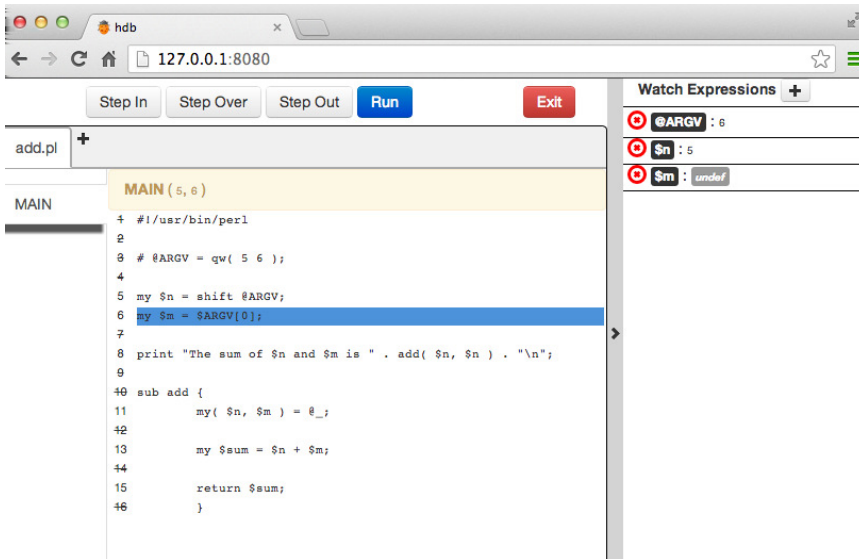 hdb
127.0.0.1:8080
Step In Step Over Step Out Run Exit
Watch Expressions +
@ARGV : 6
$n : 5
$m : undef
add.pl +
MAIN
MAIN ( 5, 6 )
1 #!/usr/bin/perl
2
3 # @ARGV = qw( 5 6 );
4
5 my $n = shift @ARGV;
6 my $m = $ARGV[0];
7
8 print "The sum of $n and $m is " . add( $n, $n ) . "\n";
9
10 sub add {
11 my( $n, $m ) = @_;
12
13 my $sum = $n + $m;
14
15 return $sum;
16 }